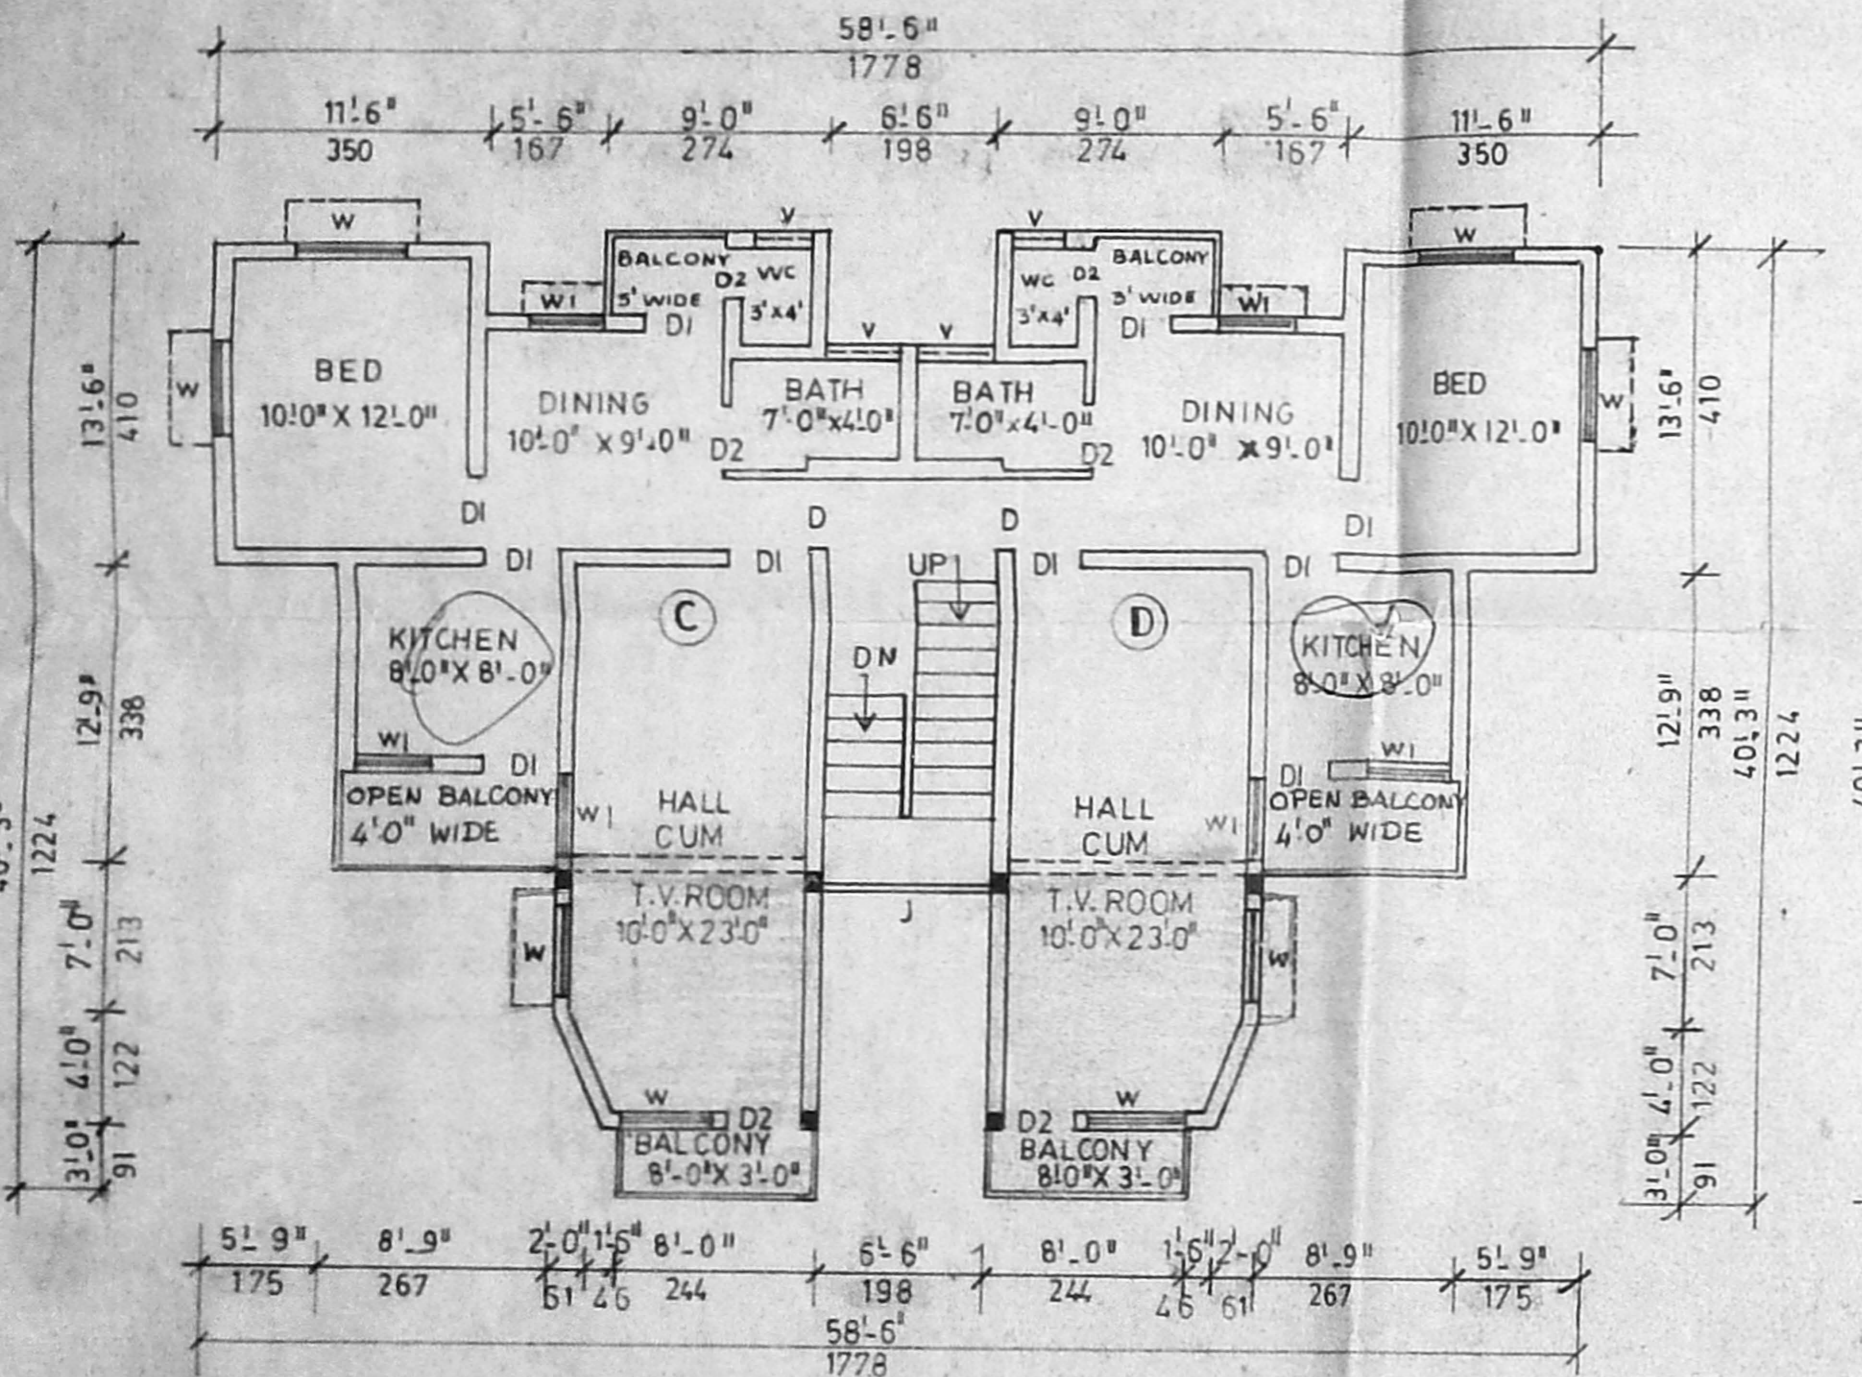 58'-6"
1778
11'-6" 5'-6" 9'-0" 6'-6" 9'-0" 5'-6" 11'-6"
350 167 274 198 274 167 350
W V V W
BALCONY D2 WC WC D2 BALCONY
W1 3' WIDE 3'x4' 3'x4' 3' WIDE W1
D1 V V D1
W BED BATH BATH BED W
10'-0" X 12'-0" DINING 7'-0"x4'-0" 7'-0"x4'-0" DINING 10'-0" X 12'-0"
10'-0" X 9'-0" D2 D2 10'-0" X 9'-0"
13'-6" 410 13'-6" 410
D1 D D D1
D1 D1 UP D1 D1
C D
KITCHEN DN KITCHEN
8'-0" X 8'-0" 8'-0" X 8'-0"
12'-9" 338 12'-9" 338 40'-3" 1224
W1 D1 D1 W1
OPEN BALCONY W1 HALL HALL W1 OPEN BALCONY
4'-0" WIDE CUM CUM 4'-0" WIDE
1224
T.V. ROOM J T.V. ROOM
10'-0" X 23'-0" 10'-0" X 23'-0"
7'-0" 213 W W 7'-0" 213
4'-0" 122 4'-0" 122
W D2 D2 W
BALCONY BALCONY
8'-0" X 3'-0" 8'-0" X 3'-0"
3'-0" 91 3'-0" 91
5'-9" 8'-9" 2'-0" 1'-6" 8'-0" 6'-6" 8'-0" 1'-6" 2'-0" 8'-9" 5'-9"
175 267 61 46 244 198 244 46 61 267 175
58'-6"
1778